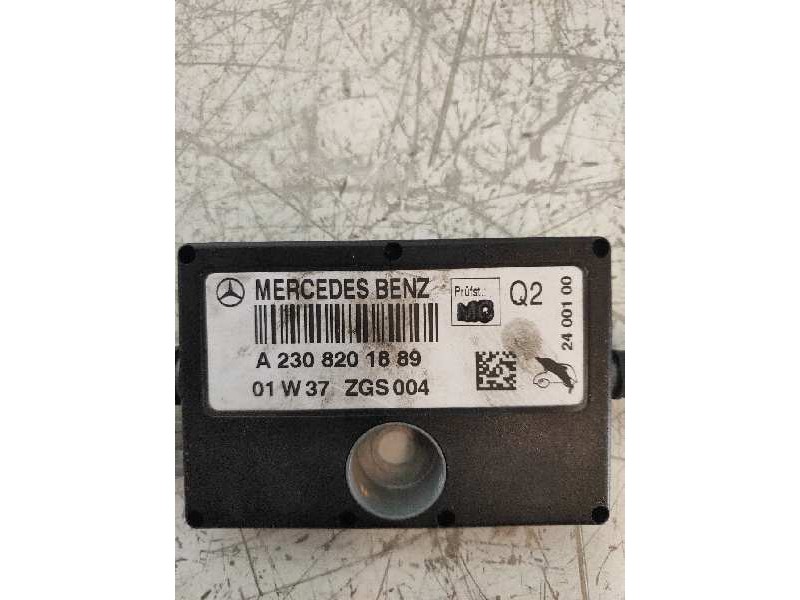 MERCEDES BENZ
Prüfst.:
MQ
Q2
A 230 820 18 89
01 W 37 ZGS 004
24 001 00